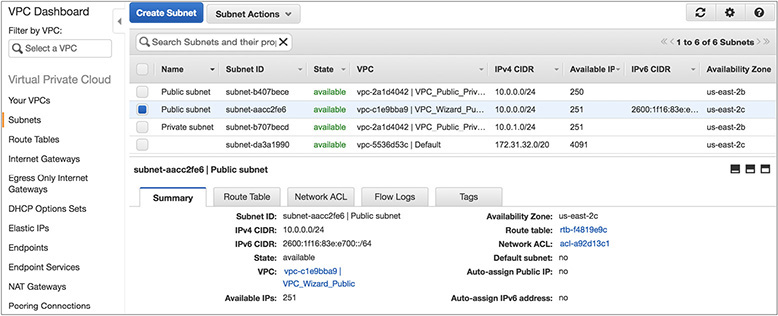 VPC Dashboard
Filter by VPC:
Select a VPC
Virtual Private Cloud
Your VPCs
Subnets
Route Tables
Internet Gateways
Egress Only Internet
Gateways
DHCP Options Sets
Elastic IPs
Endpoints
Endpoint Services
NAT Gateways
Peering Connections
Create Subnet Subnet Actions
Search Subnets and their pro
1 to 6 of 6 Subnets
Name Subnet ID State VPC IPv4 CIDR Available IP IPv6 CIDR Availability Zone
Public subnet subnet-b407bece available vpc-2a1d4042 | VPC_Public_Priv... 10.0.0.0/24 250 us-east-2b
Public subnet subnet-aacc2fe6 available vpc-c1e9bba9 | VPC_Wizard_Pu... 10.0.0.0/24 251 2600:1f16:83e:e... us-east-2c
Private subnet subnet-b707becd available vpc-2a1d4042 | VPC_Public_Priv... 10.0.1.0/24 251 us-east-2b
subnet-da3a1990 available vpc-5536d53c | Default 172.31.32.0/20 4091 us-east-2c
subnet-aacc2fe6 | Public subnet
Summary Route Table Network ACL Flow Logs Tags
Subnet ID: subnet-aacc2fe6 | Public subnet
IPv4 CIDR: 10.0.0.0/24
IPv6 CIDR: 2600:1f16:83e:e700::/64
State: available
VPC: vpc-c1e9bba9 |
VPC_Wizard_Public
Available IPs: 251
Availability Zone: us-east-2c
Route table: rtb-f4819e9c
Network ACL: acl-a92d13c1
Default subnet: no
Auto-assign Public IP: no
Auto-assign IPv6 address: no